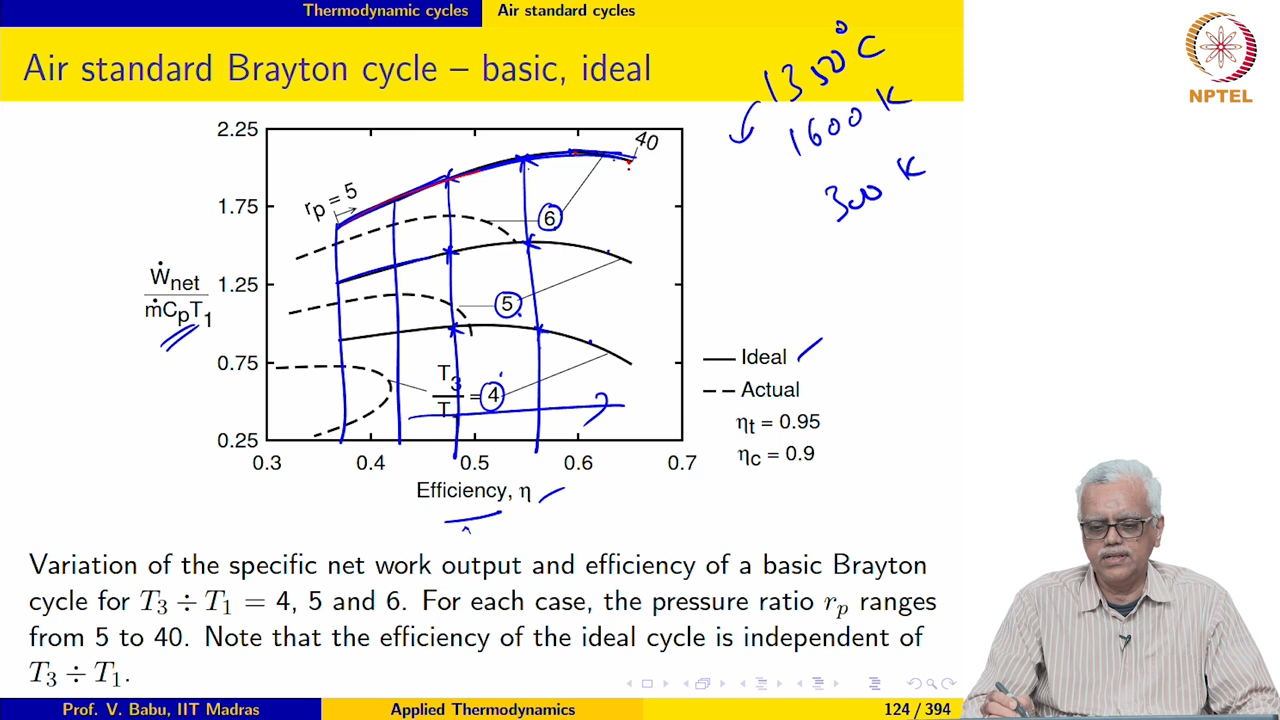 Thermodynamic cycles Air standard cycles
Air standard Brayton cycle – basic, ideal
1350°C
1600 K
300 K
NPTEL
2.25
1.75
1.25
0.75
0.25
Ẇnet
ṁCpT1
rp = 5
40
6
5
T3
T
= 4
0.3 0.4 0.5 0.6 0.7
Efficiency, η
Ideal
Actual
ηt = 0.95
ηc = 0.9
Variation of the specific net work output and efficiency of a basic Brayton
cycle for T3 ÷ T1 = 4, 5 and 6. For each case, the pressure ratio rp ranges
from 5 to 40. Note that the efficiency of the ideal cycle is independent of
T3 ÷ T1.
Prof. V. Babu, IIT Madras Applied Thermodynamics 124 / 394